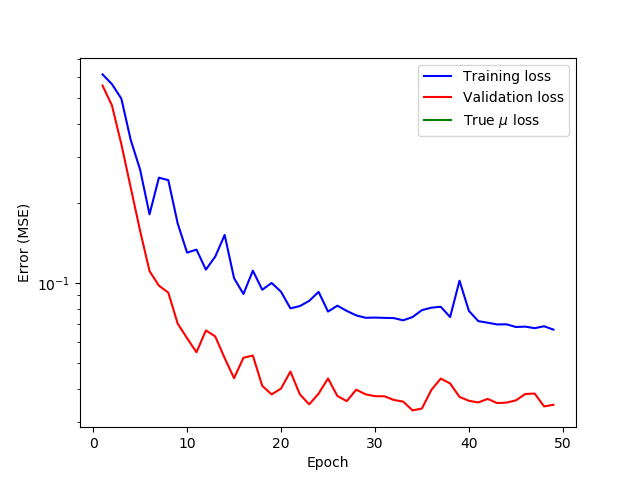 Training loss
Validation loss
True μ loss
Error (MSE)
10⁻¹
0 10 20 30 40 50
Epoch